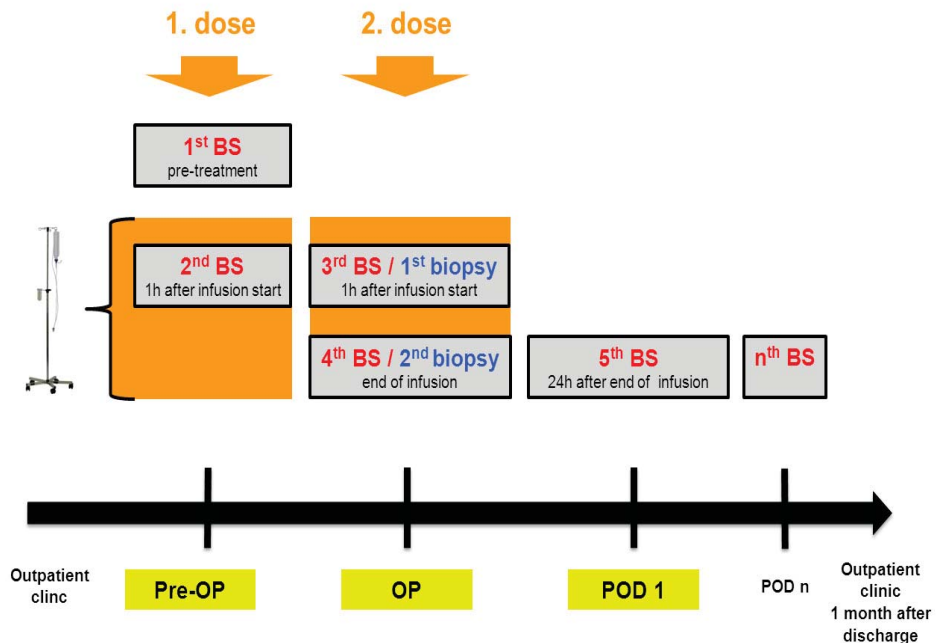 1. dose
2. dose
1st BS
pre-treatment
2nd BS
1h after infusion start
3rd BS / 1st biopsy
1h after infusion start
4th BS / 2nd biopsy
end of infusion
5th BS
24h after end of infusion
nth BS
Outpatient
clinc
Pre-OP
OP
POD 1
POD n
Outpatient
clinic
1 month after
discharge